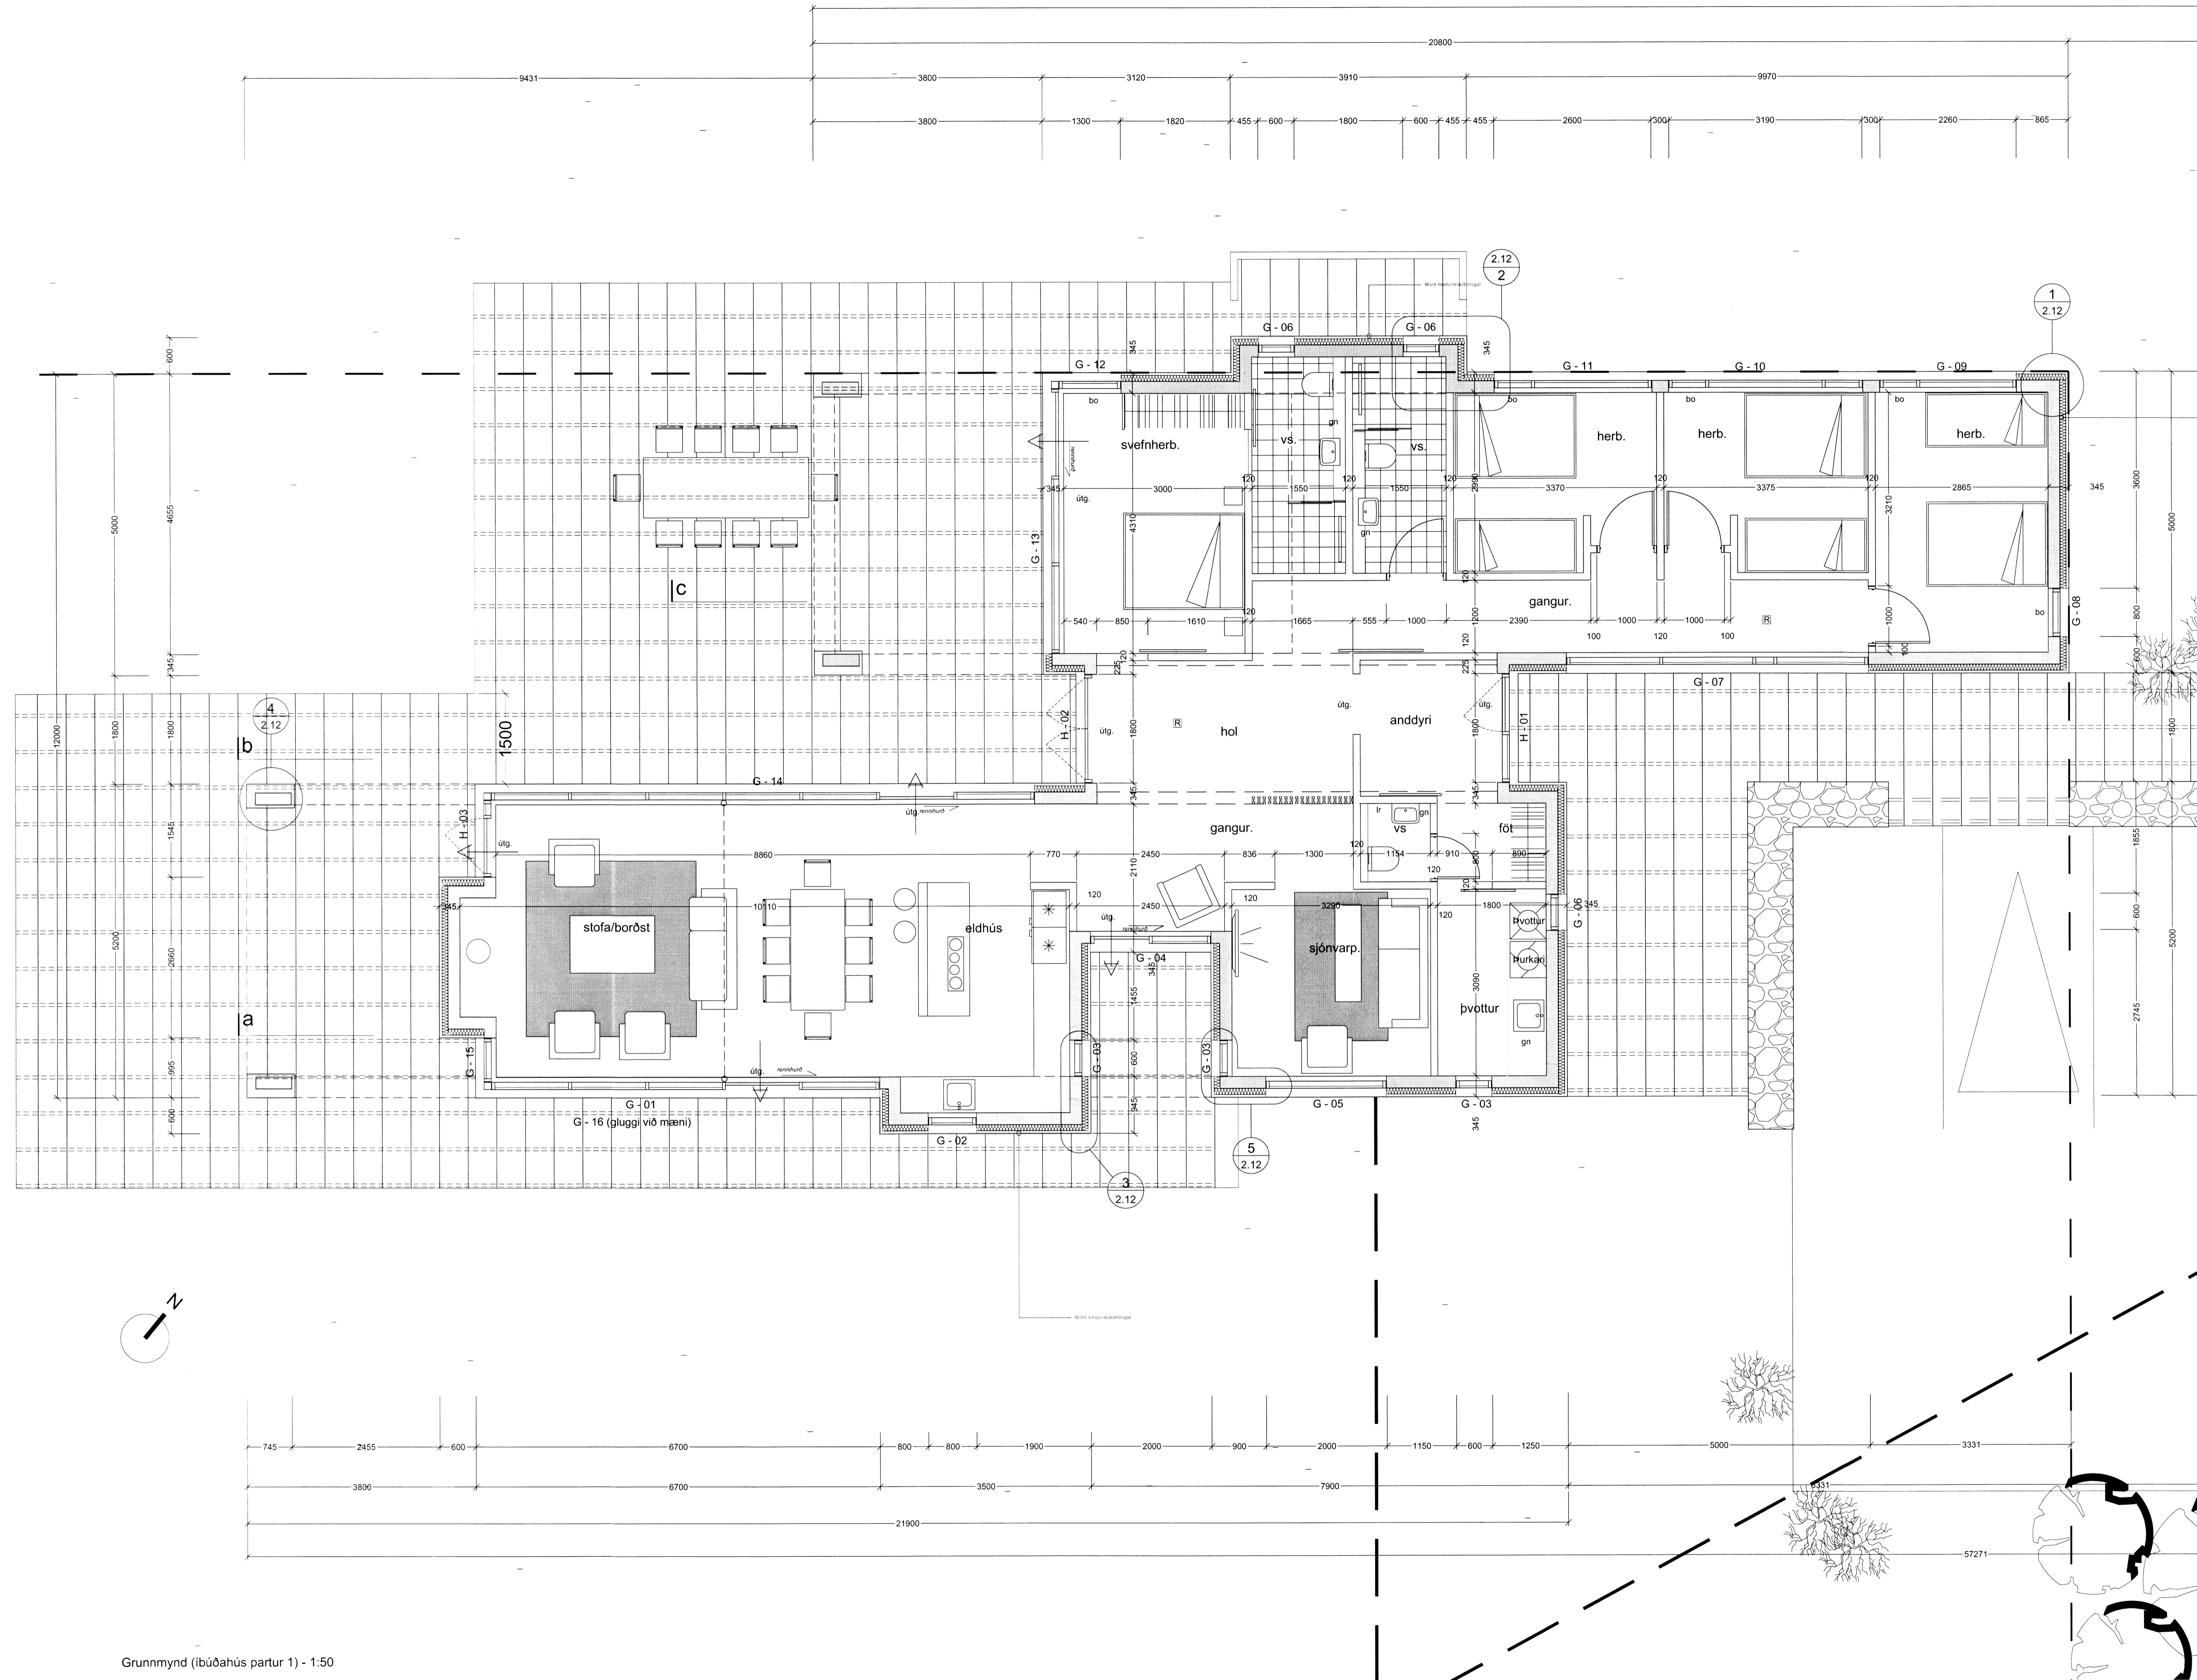 20800
9431 3800 3120 3910 9970
3800 1300 1820 455 600 1800 600 455 455 2600 300 3190 300 2260 865
2.12
2
1
2.12
G - 06 G - 06
600 345 345
G - 12 G - 11 G - 10 G - 09
bo bo bo bo
svefnherb. vs. gn vs. herb. herb. herb.
5000 4655 3600 5000
rennihurð
120 120 120 120 120
345 3000 1550 1550 2990 3370 3375 2865 345
útg.
3210
4310
G - 13
gn
c
120
gangur.
120
540 850 1610 1665 555 1000 1200 2390 1000 1000 R 1000 bo G - 08 800
100 120 100
345 120 120 100 600
225 225
G - 07
4
2.12
12000 1800 1800 1500 H - 02 útg. R hol 1800 útg. anddyri útg. 1800 H - 01 1800
b
G - 14
345 345
H - 03 útg. rennihurð gangur. lr gn vs föt
1545 útg. 1855
8860 770 2450 836 1300 120 1154 910 800 890
2110
120 120
120 120
345 10110 2450 3290 120 1800 345
útg. rennihurð Þvottur G - 06 600
stofa/borðst eldhús sjónvarp.
5200 2660 G - 04 345 Þurkari 5200
1455 3090
þvottur 2745
a
gn
G - 15 995 útg. rennihurð G - 03 600 G - 03
G - 01 945 G - 05 G - 03
600 G - 16 (gluggi við mæni) 345
G - 02
5
2.12
3
2.12
N
745 2455 600 6700 800 800 1900 2000 900 2000 1150 600 1250 5000 3331
3800 6700 3500 7900 8331
21900
57271
Grunnmynd (íbúðahús partur 1) - 1:50